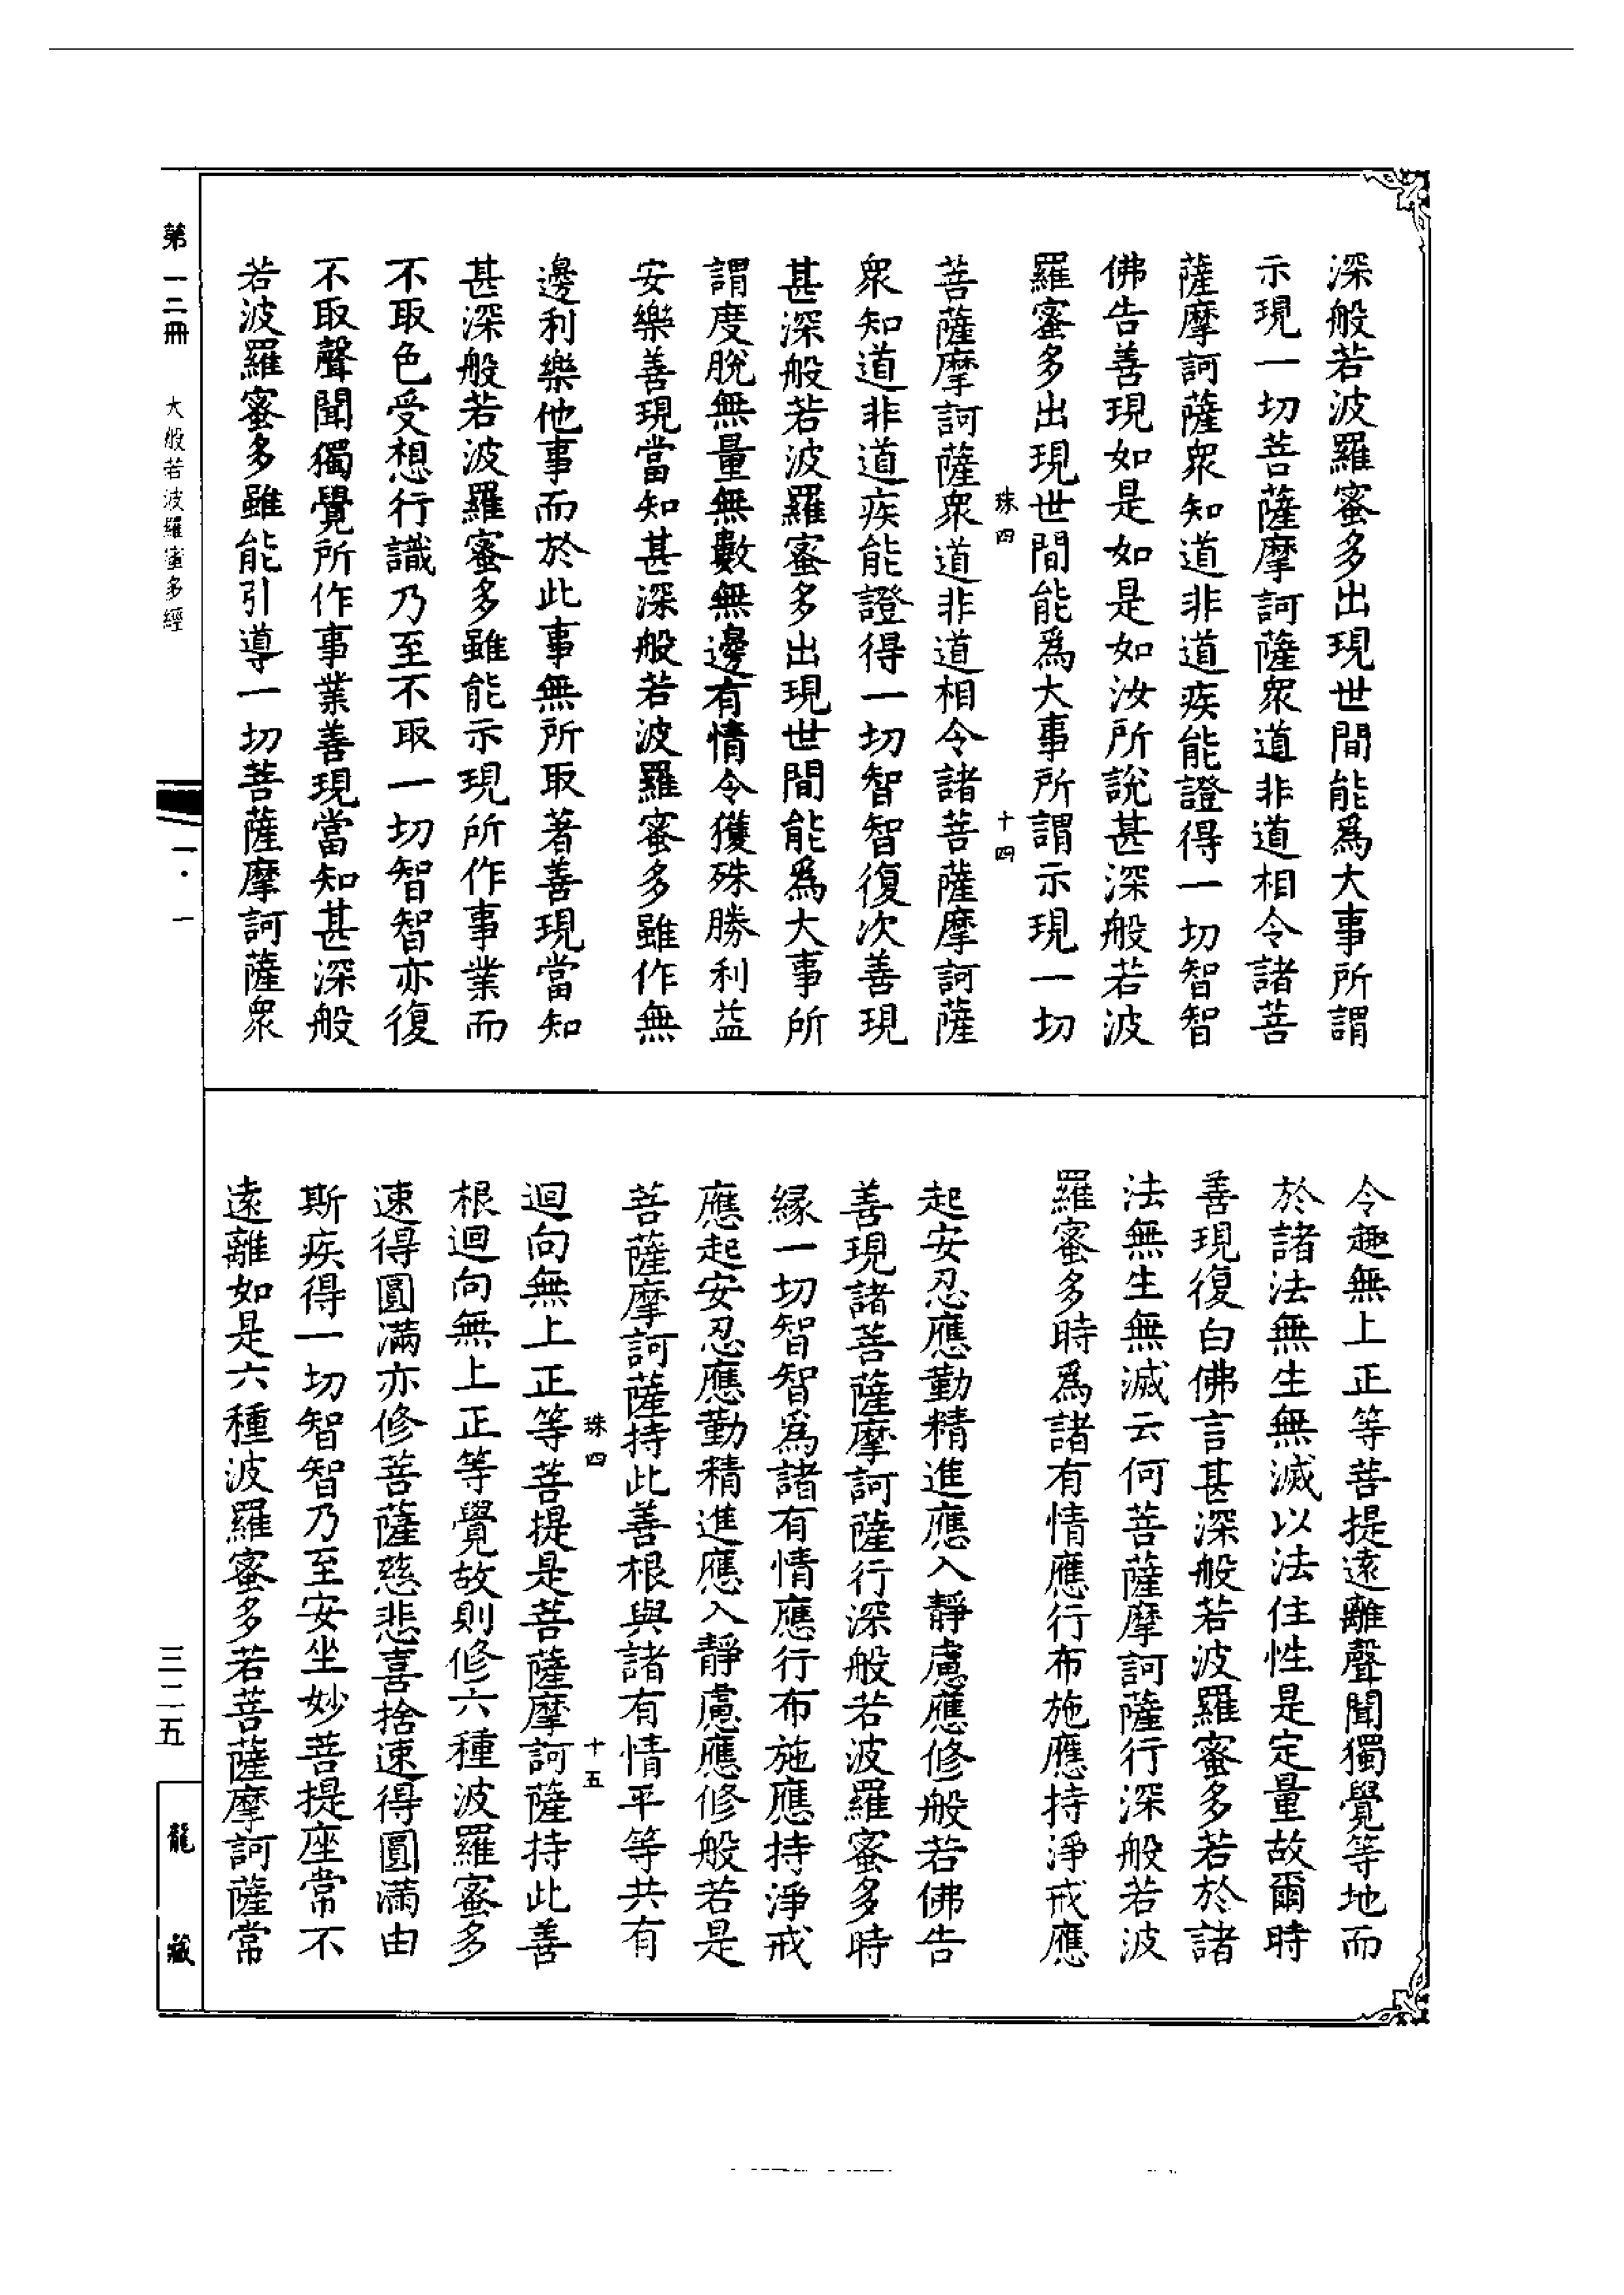 深般若波羅蜜多出現世間能爲大事所謂
示現一切菩薩摩訶薩衆道非道相令諸菩
薩摩訶薩衆知道非道疾能證得一切智智
佛告善現如是如是如汝所說甚深般若波
羅蜜多出現世間能爲大事所謂示現一切
珠四 十四
菩薩摩訶薩衆道非道相令諸菩薩摩訶薩
衆知道非道疾能證得一切智智復次善現
甚深般若波羅蜜多出現世間能爲大事所
謂度脫無量無數無邊有情令獲殊勝利益
安樂善現當知甚深般若波羅蜜多雖作無
邊利樂他事而於此事無所取著善現當知
甚深般若波羅蜜多雖能示現所作事業而
不取色受想行識乃至不取一切智智亦復
不取聲聞獨覺所作事業善現當知甚深般
若波羅蜜多雖能引導一切菩薩摩訶薩衆
令趣無上正等菩提遠離聲聞獨覺等地而
於諸法無生無滅以法住性是定量故爾時
善現復白佛言甚深般若波羅蜜多若於諸
法無生無滅云何菩薩摩訶薩行深般若波
羅蜜多時爲諸有情應行布施應持淨戒應
起安忍應勤精進應入靜慮應修般若佛告
善現諸菩薩摩訶薩行深般若波羅蜜多時
緣一切智智爲諸有情應行布施應持淨戒
應起安忍應勤精進應入靜慮應修般若是
菩薩摩訶薩持此善根與諸有情平等共有
珠四 十五
迴向無上正等菩提是菩薩摩訶薩持此善
根迴向無上正等覺故則修六種波羅蜜多
速得圓滿亦修菩薩慈悲喜捨速得圓滿由
斯疾得一切智智乃至安坐妙菩提座常不
遠離如是六種波羅蜜多若菩薩摩訶薩常
第一二冊 大般若波羅蜜多經 一·一 三二五 龍藏